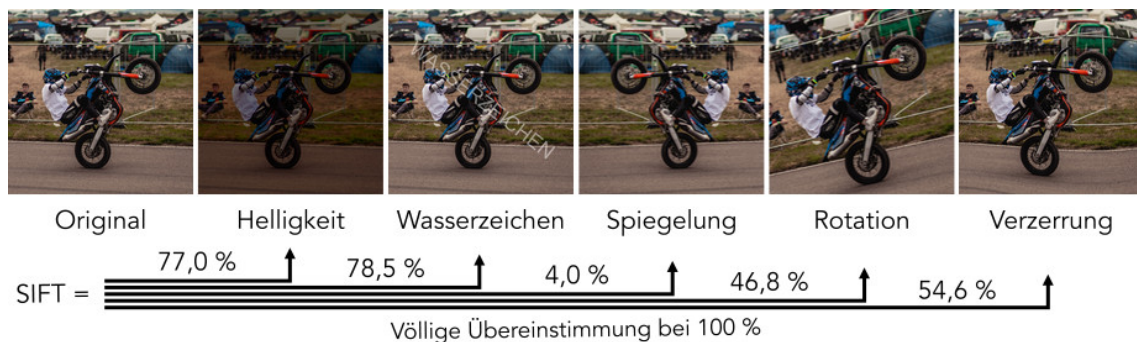 WASSERZEICHEN
Original Helligkeit Wasserzeichen Spiegelung Rotation Verzerrung
77,0 % 78,5 % 4,0 % 46,8 % 54,6 %
SIFT =
Völlige Übereinstimmung bei 100 %